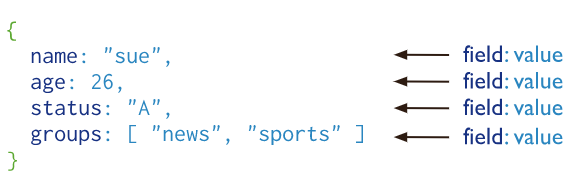 {
name: "sue", field: value
age: 26, field: value
status: "A", field: value
groups: [ "news", "sports" ] field: value
}